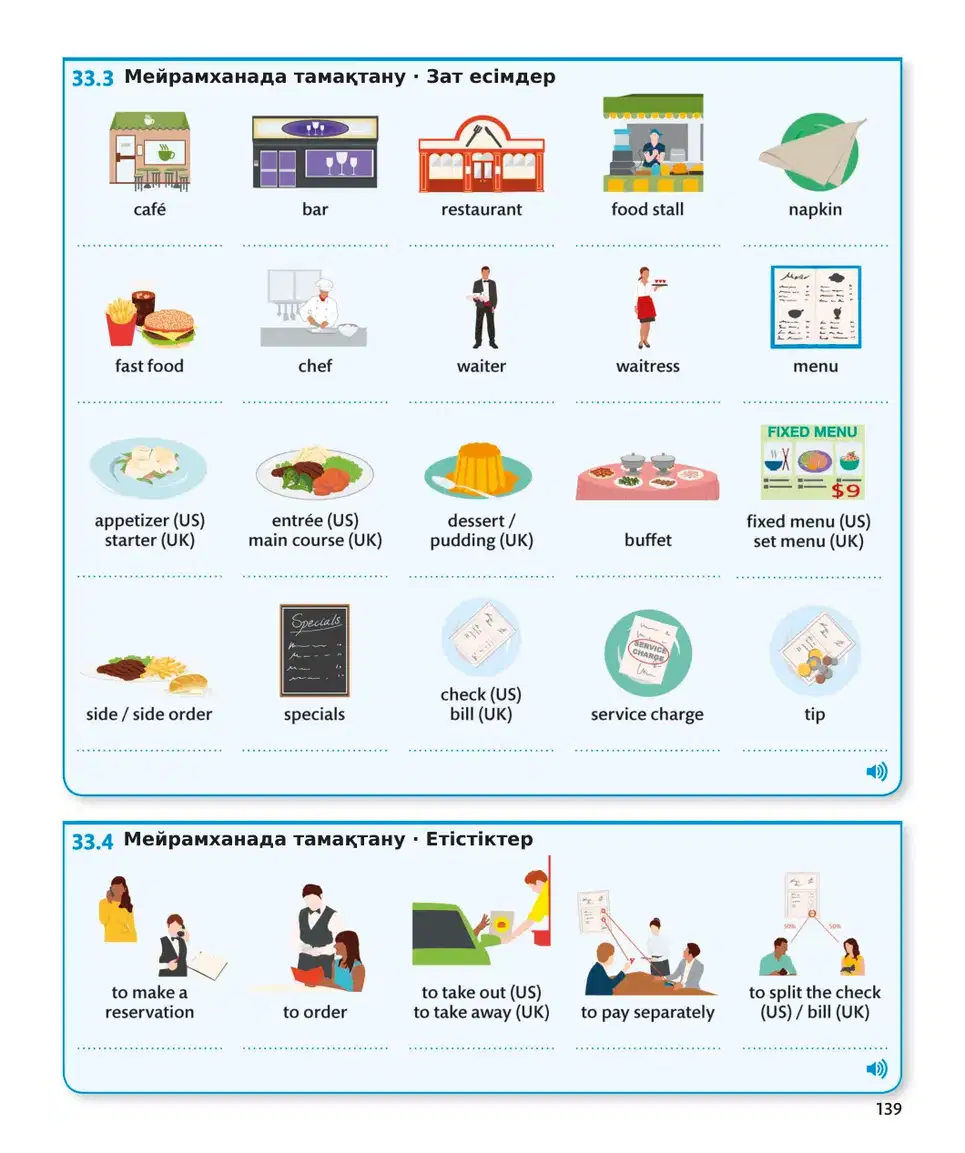 33.3 Мейрамханада тамақтану · Зат есімдер
café
bar
restaurant
food stall
napkin
fast food
chef
waiter
waitress
menu
FIXED MENU
$9
appetizer (US)
starter (UK)
entrée (US)
main course (UK)
dessert /
pudding (UK)
buffet
fixed menu (US)
set menu (UK)
Specials
SERVICE
CHARGE
side / side order
specials
check (US)
bill (UK)
service charge
tip
33.4 Мейрамханада тамақтану · Етістіктер
50%
50%
to make a
reservation
to order
to take out (US)
to take away (UK)
to pay separately
to split the check
(US) / bill (UK)
139